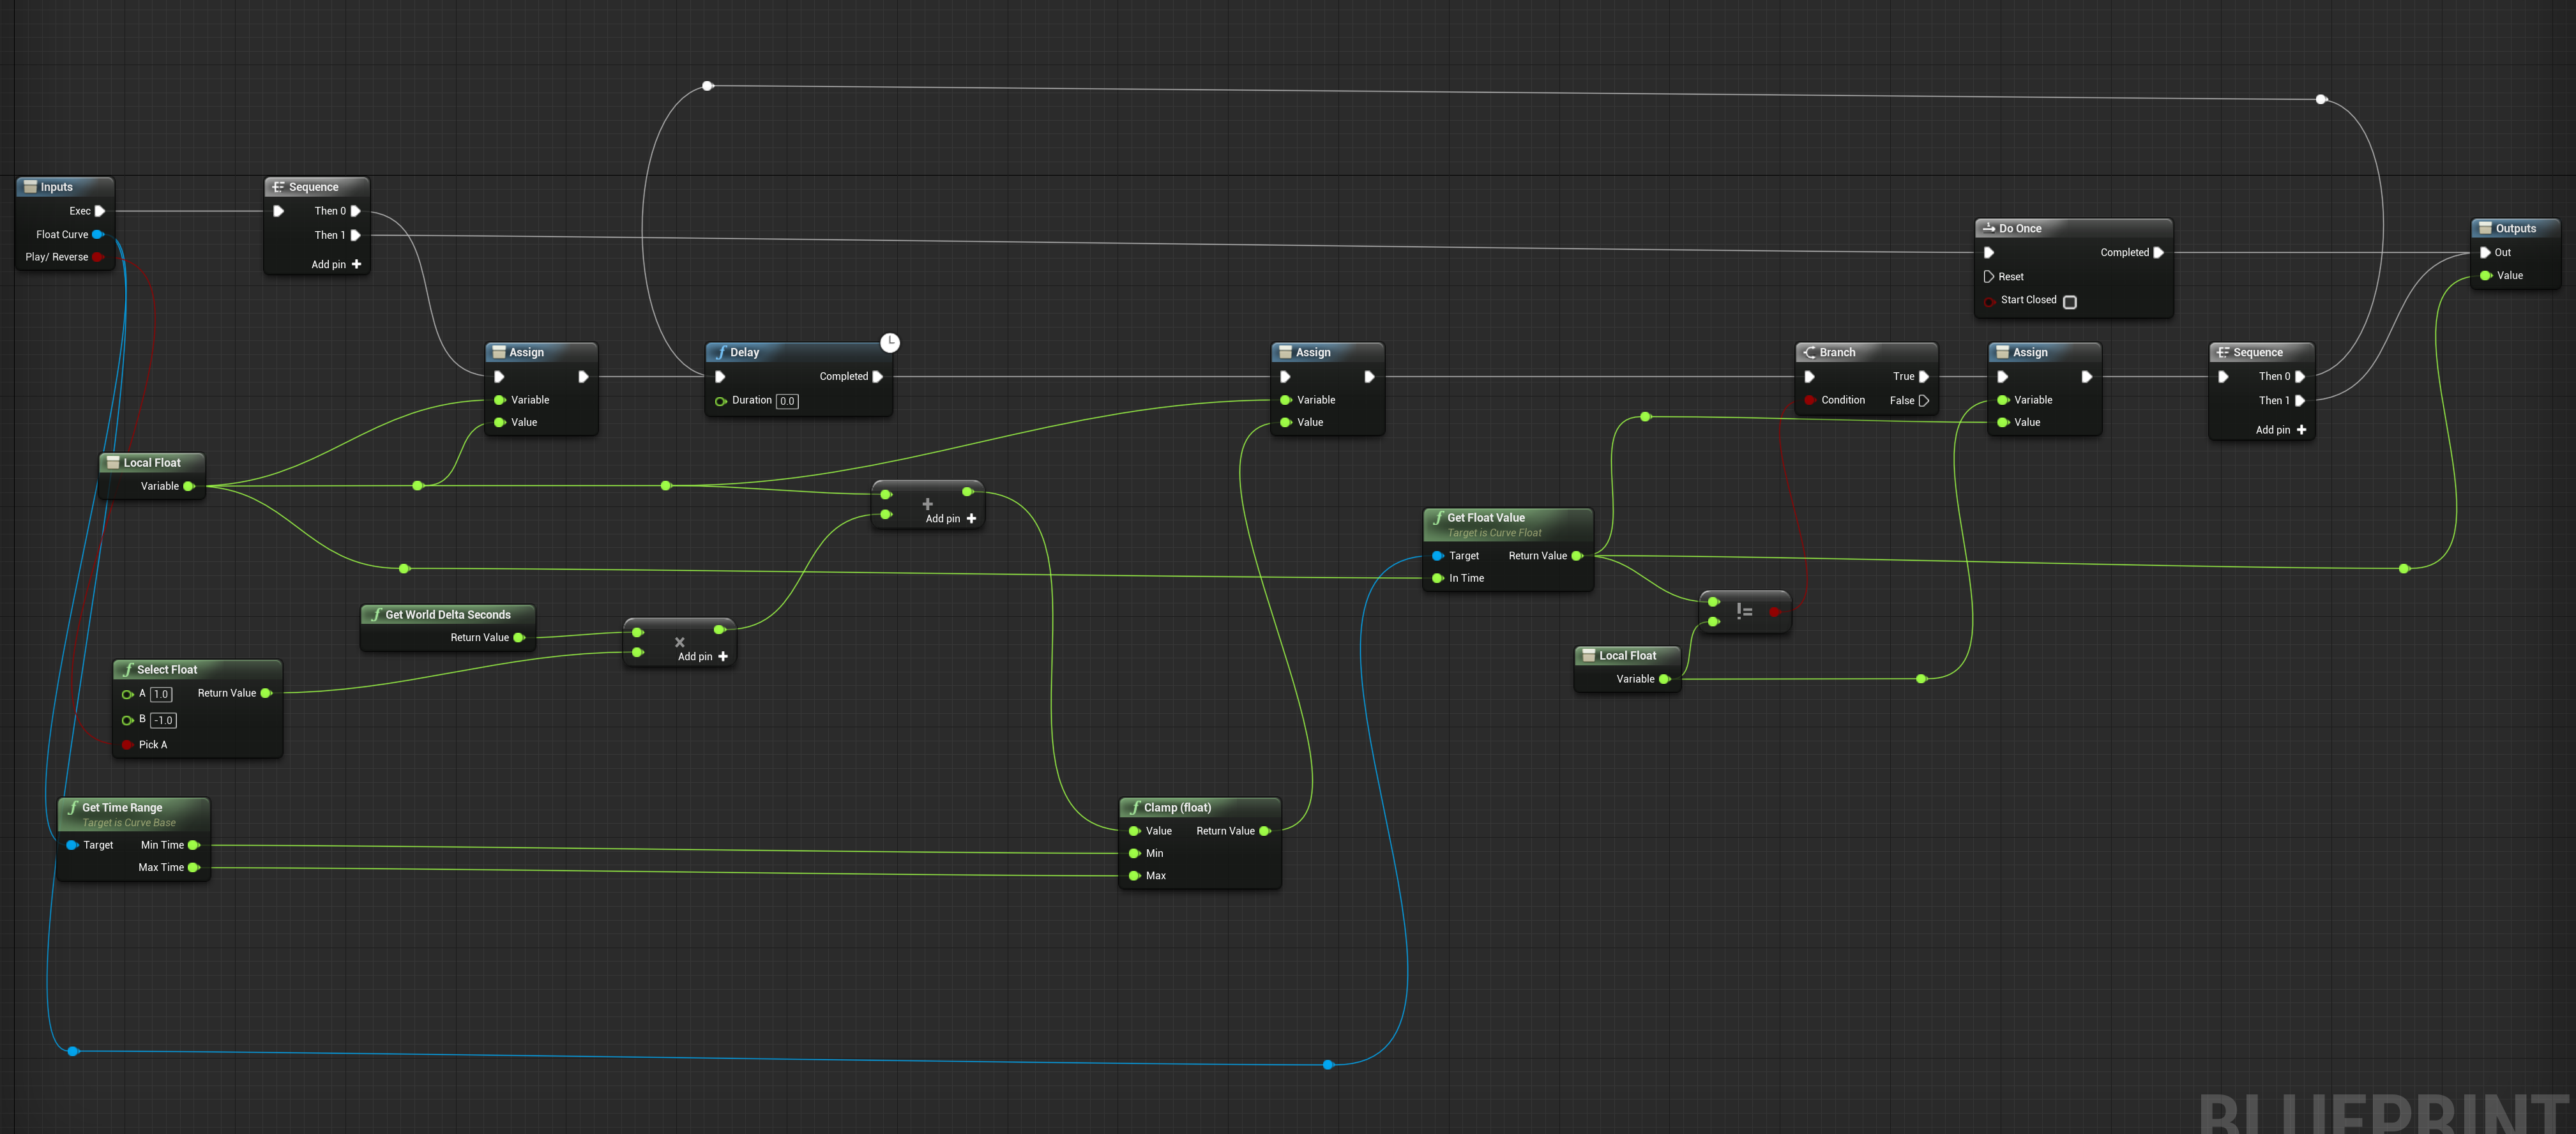 Inputs
Exec
Float Curve
Play/ Reverse
Sequence
Then 0
Then 1
Add pin
Do Once
Completed
Reset
Start Closed
Outputs
Out
Value
Assign
Variable
Value
Delay
Completed
Duration 0.0
Assign
Variable
Value
Branch
True
Condition False
Assign
Variable
Value
Sequence
Then 0
Then 1
Add pin
Local Float
Variable
+
Add pin
Get Float Value
Target is Curve Float
Target Return Value
In Time
!=
Get World Delta Seconds
Return Value
x
Add pin
Local Float
Variable
Select Float
A 1.0 Return Value
B -1.0
Pick A
Get Time Range
Target is Curve Base
Target Min Time
Max Time
Clamp (float)
Value Return Value
Min
Max
BLUEPRINT